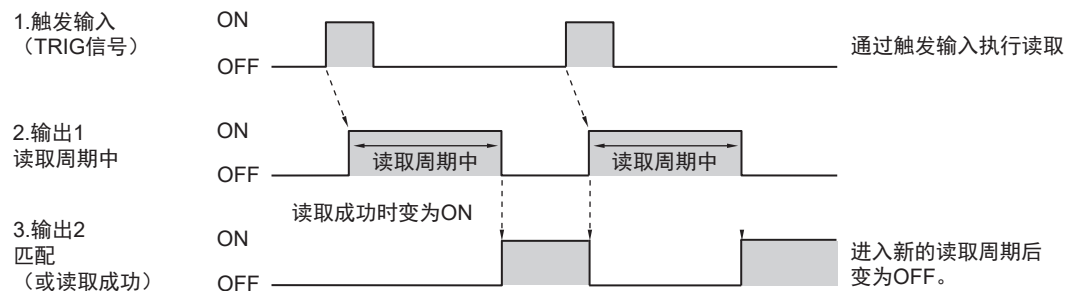 1.触发输入
（TRIG信号）
ON
OFF
通过触发输入执行读取
2.输出1
读取周期中
ON
OFF
读取周期中
读取周期中
读取成功时变为ON
3.输出2
匹配
（或读取成功）
ON
OFF
进入新的读取周期后
变为OFF。